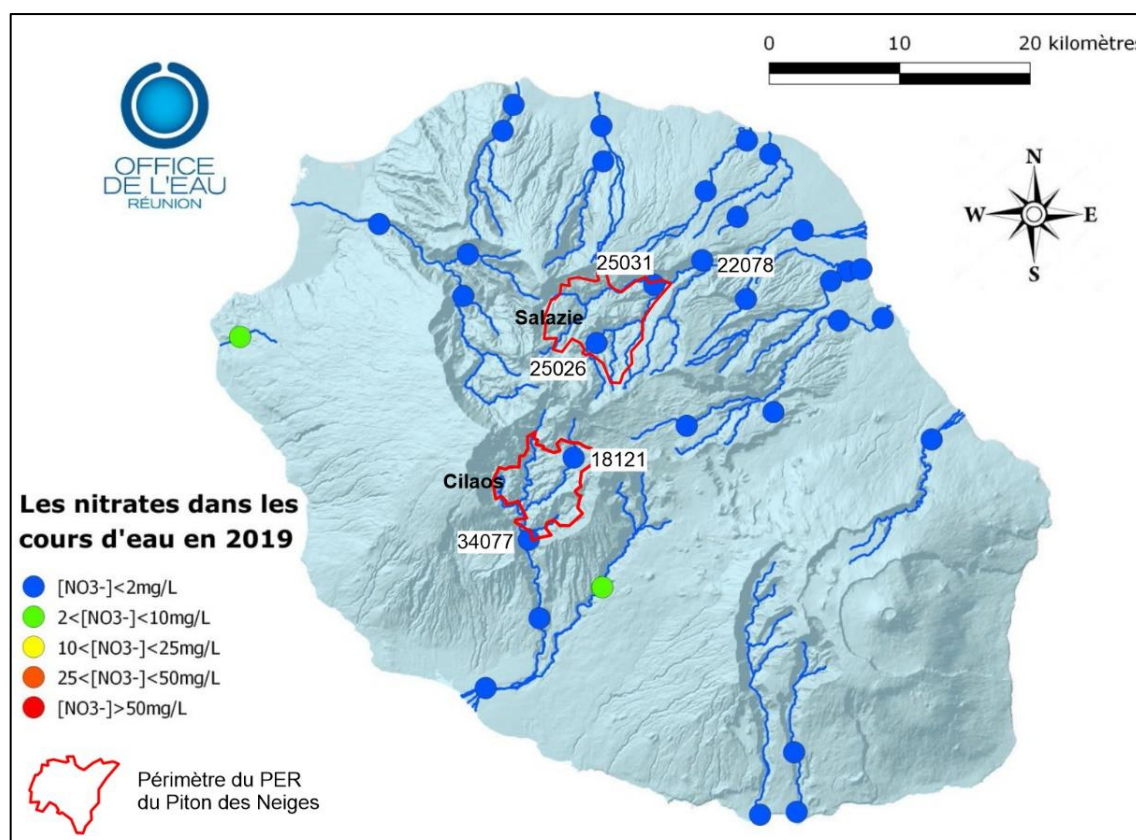 0 10 20 kilomètres
OFFICE
DE L'EAU
RÉUNION
N
W E
S
25031
22078
Salazie
25026
18121
Cilaos
34077
Les nitrates dans les
cours d'eau en 2019
[NO3-]<2mg/L
2<[NO3-]<10mg/L
10<[NO3-]<25mg/L
25<[NO3-]<50mg/L
[NO3-]>50mg/L
Périmètre du PER
du Piton des Neiges